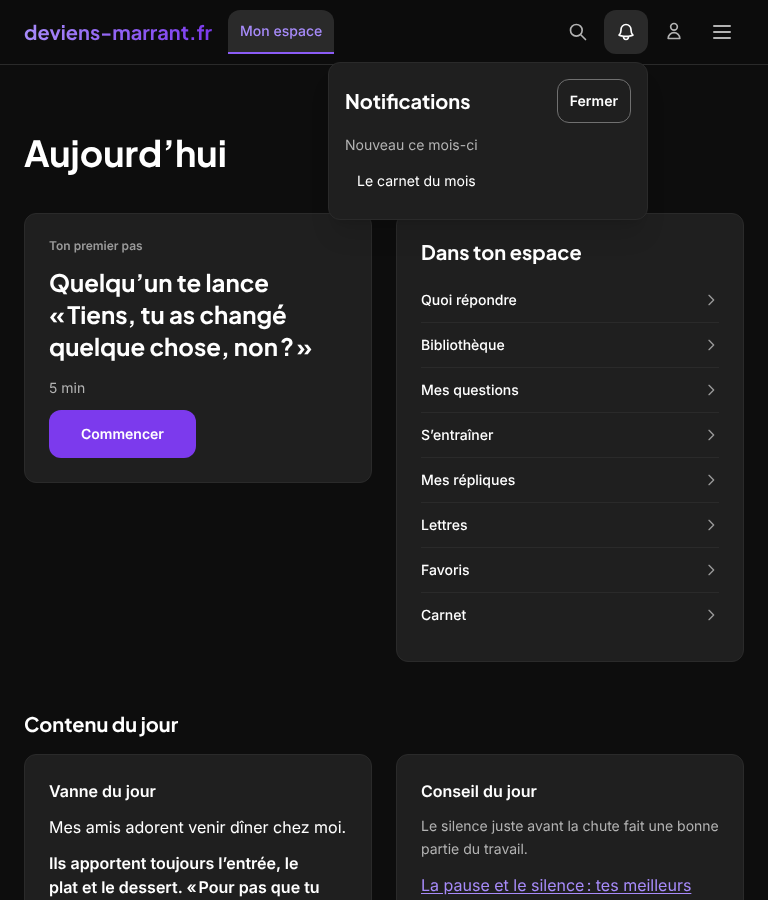 deviens-marrant.fr
Mon espace
Notifications
Fermer
Nouveau ce mois-ci
Le carnet du mois
Aujourd’hui
Ton premier pas
Quelqu’un te lance
« Tiens, tu as changé
quelque chose, non ? »
5 min
Commencer
Dans ton espace
Quoi répondre
Bibliothèque
Mes questions
S’entraîner
Mes répliques
Lettres
Favoris
Carnet
Contenu du jour
Vanne du jour
Mes amis adorent venir dîner chez moi.
Ils apportent toujours l’entrée, le
plat et le dessert. « Pour pas que tu
Conseil du jour
Le silence juste avant la chute fait une bonne
partie du travail.
La pause et le silence : tes meilleurs